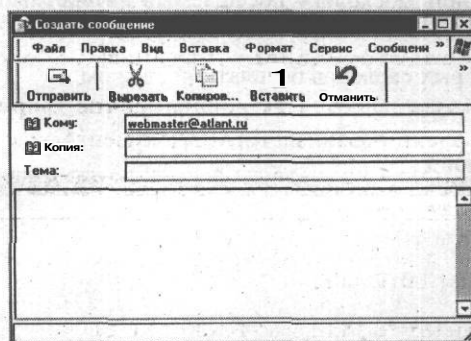 Создать сообщение
Файл Правка Вид Вставка Формат Сервис Сообщени »
1 »
Отправить Вырезать Копиров... Вставить Отманить
Кому: webmaster@atlant.ru
Копия:
Тема: